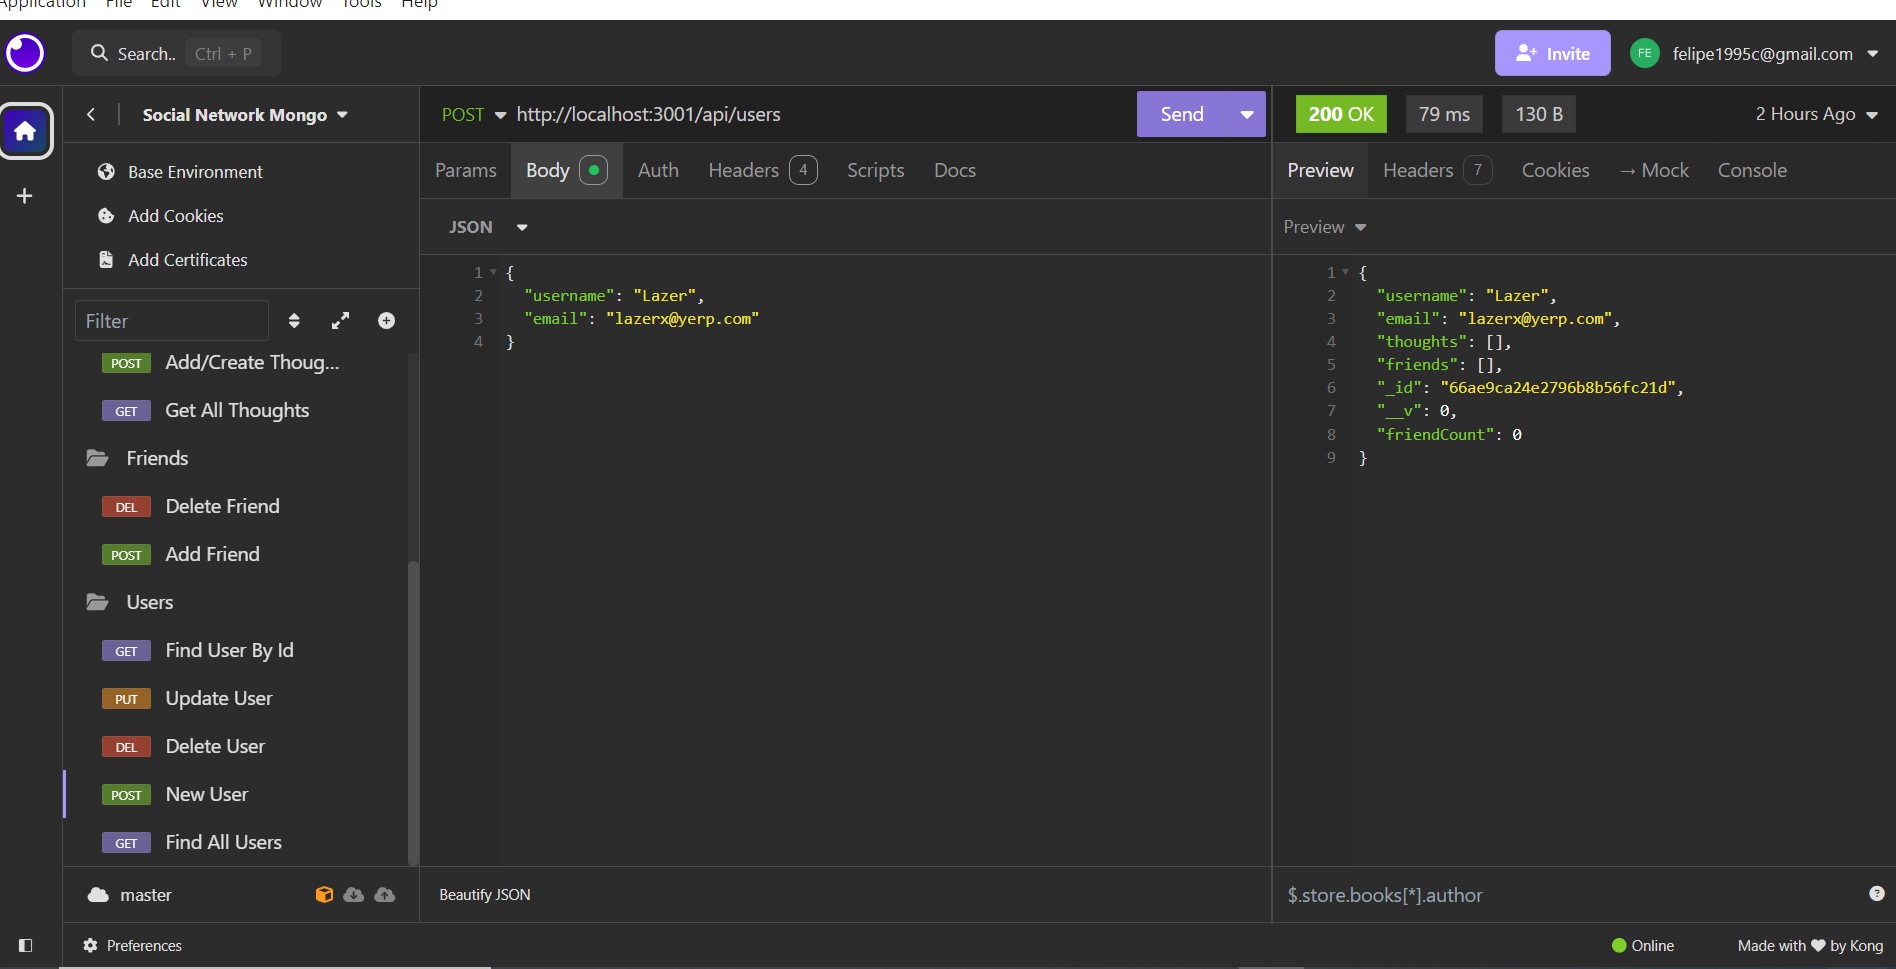 Application File Edit View Window Tools Help
Search.. Ctrl + P
Invite
FE felipe1995c@gmail.com
Social Network Mongo
Base Environment
Add Cookies
Add Certificates
Filter
POST Add/Create Thoug...
GET Get All Thoughts
Friends
DEL Delete Friend
POST Add Friend
Users
GET Find User By Id
PUT Update User
DEL Delete User
POST New User
GET Find All Users
master
Preferences
POST http://localhost:3001/api/users
Send
Params Body Auth Headers 4 Scripts Docs
JSON
1 {
2 "username": "Lazer",
3 "email": "lazerx@yerp.com"
4 }
Beautify JSON
200 OK 79 ms 130 B 2 Hours Ago
Preview Headers 7 Cookies → Mock Console
Preview
1 {
2 "username": "Lazer",
3 "email": "lazerx@yerp.com",
4 "thoughts": [],
5 "friends": [],
6 "_id": "66ae9ca24e2796b8b56fc21d",
7 "__v": 0,
8 "friendCount": 0
9 }
$.store.books[*].author
?
Online
Made with ❤ by Kong